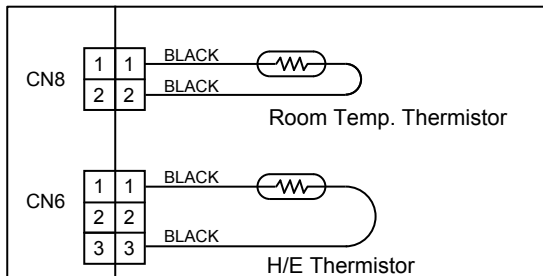 CN8
1 1 BLACK
2 2 BLACK
Room Temp. Thermistor
CN6
1 1 BLACK
2 2
3 3 BLACK
H/E Thermistor